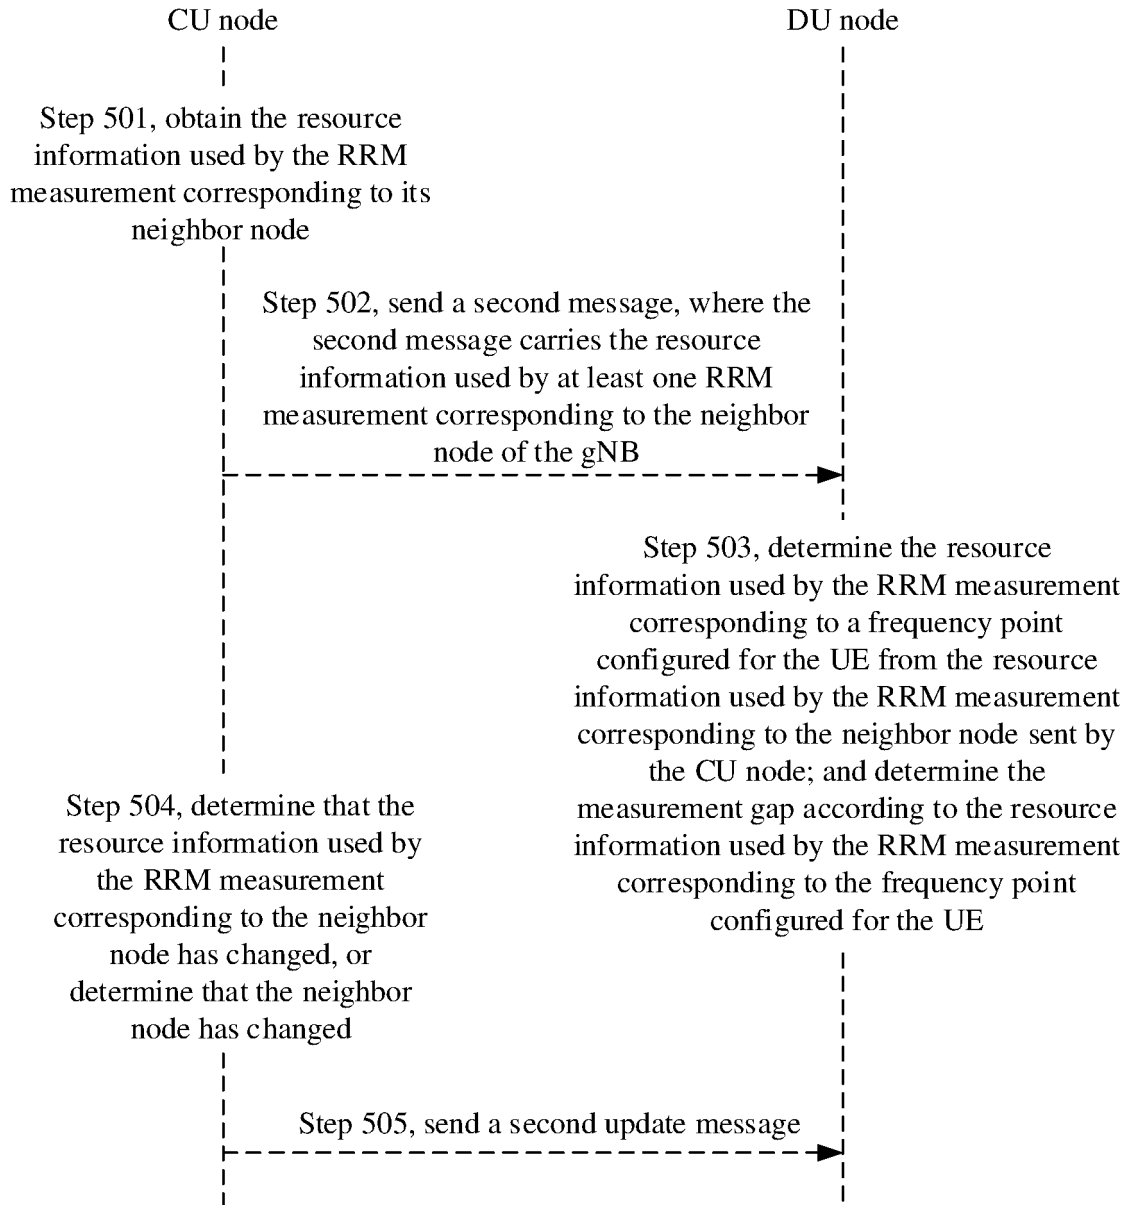 CU node
DU node
Step 501, obtain the resource
information used by the RRM
measurement corresponding to its
neighbor node
Step 502, send a second message, where the
second message carries the resource
information used by at least one RRM
measurement corresponding to the neighbor
node of the gNB
Step 503, determine the resource
information used by the RRM measurement
corresponding to a frequency point
configured for the UE from the resource
information used by the RRM measurement
corresponding to the neighbor node sent by
the CU node; and determine the
measurement gap according to the resource
information used by the RRM measurement
corresponding to the frequency point
configured for the UE
Step 504, determine that the
resource information used by
the RRM measurement
corresponding to the neighbor
node has changed, or
determine that the neighbor
node has changed
Step 505, send a second update message